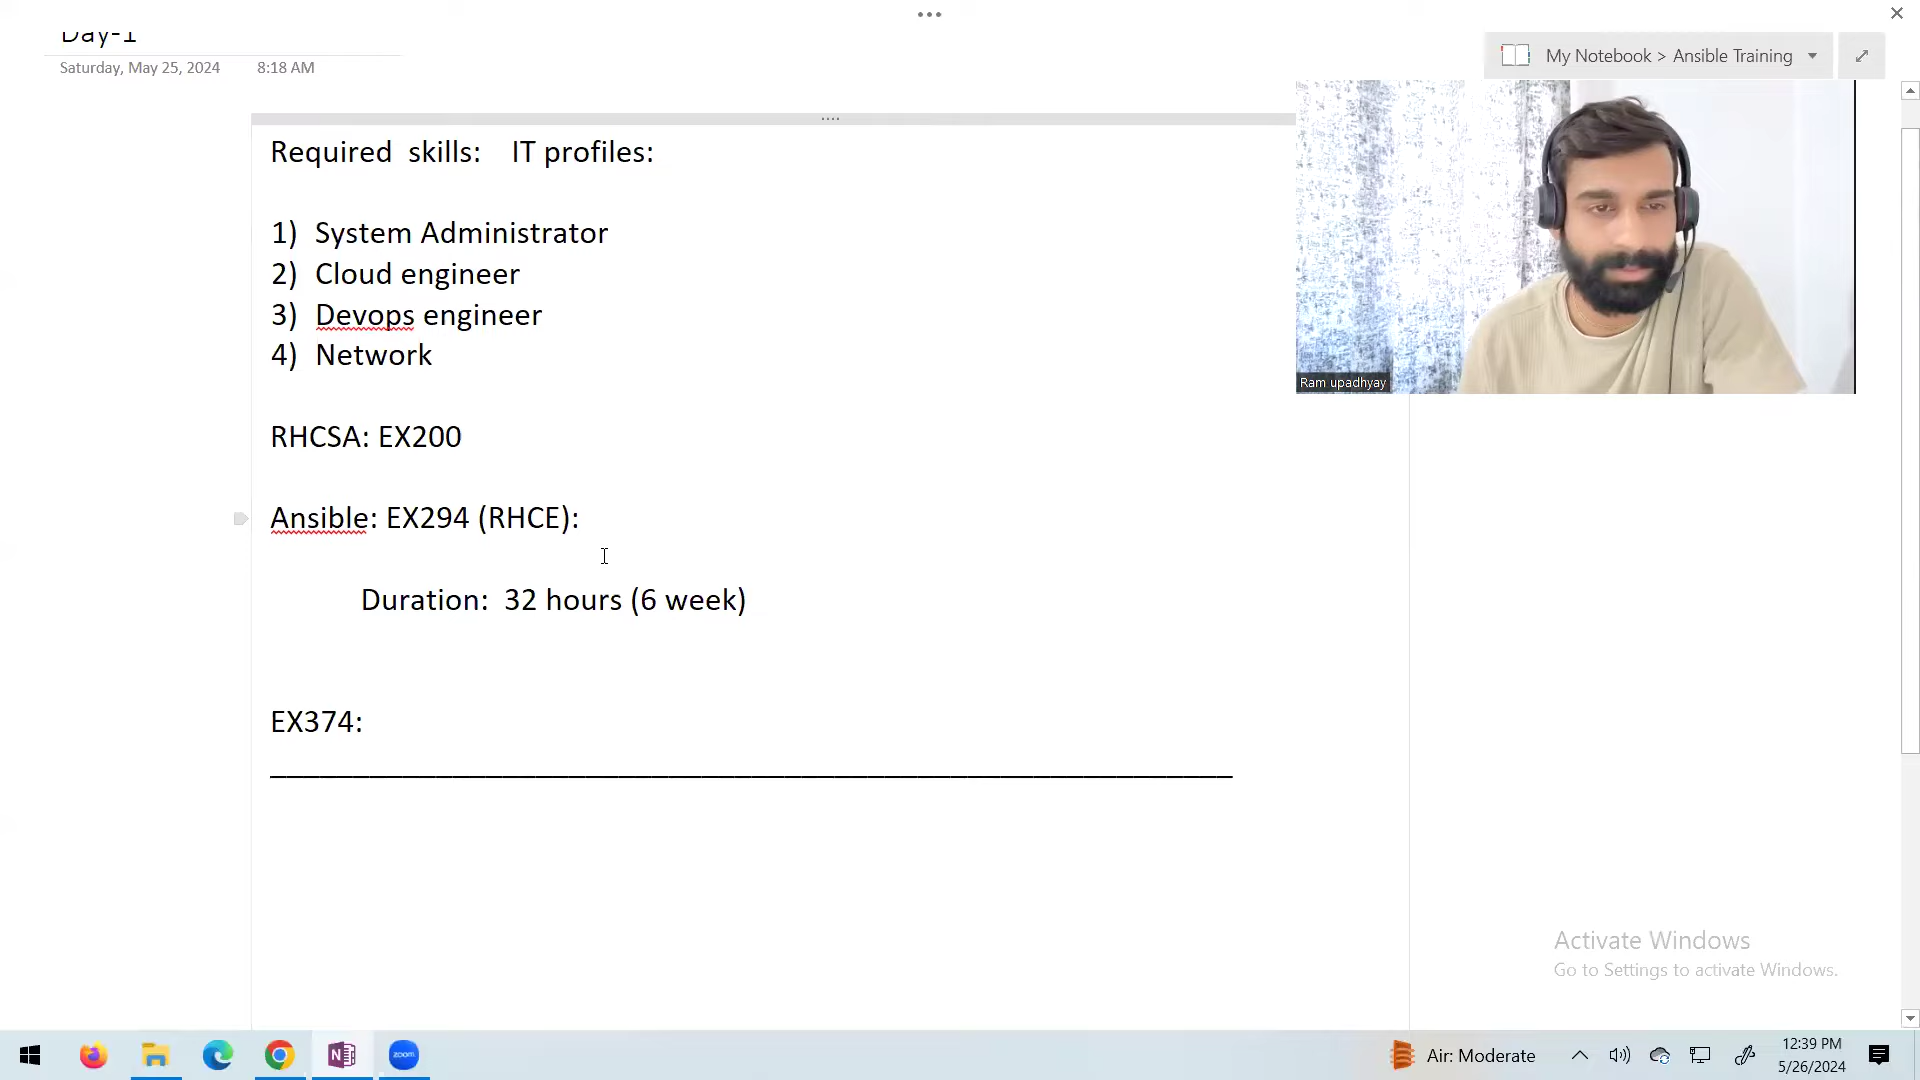 Day-1
Saturday, May 25, 2024 8:18 AM
My Notebook > Ansible Training
Required skills: IT profiles:
1) System Administrator
2) Cloud engineer
3) Devops engineer
4) Network
Ram upadhyay
RHCSA: EX200
Ansible: EX294 (RHCE):
Duration: 32 hours (6 week)
EX374:
Activate Windows
Go to Settings to activate Windows.
zoom
Air: Moderate
12:39 PM
5/26/2024